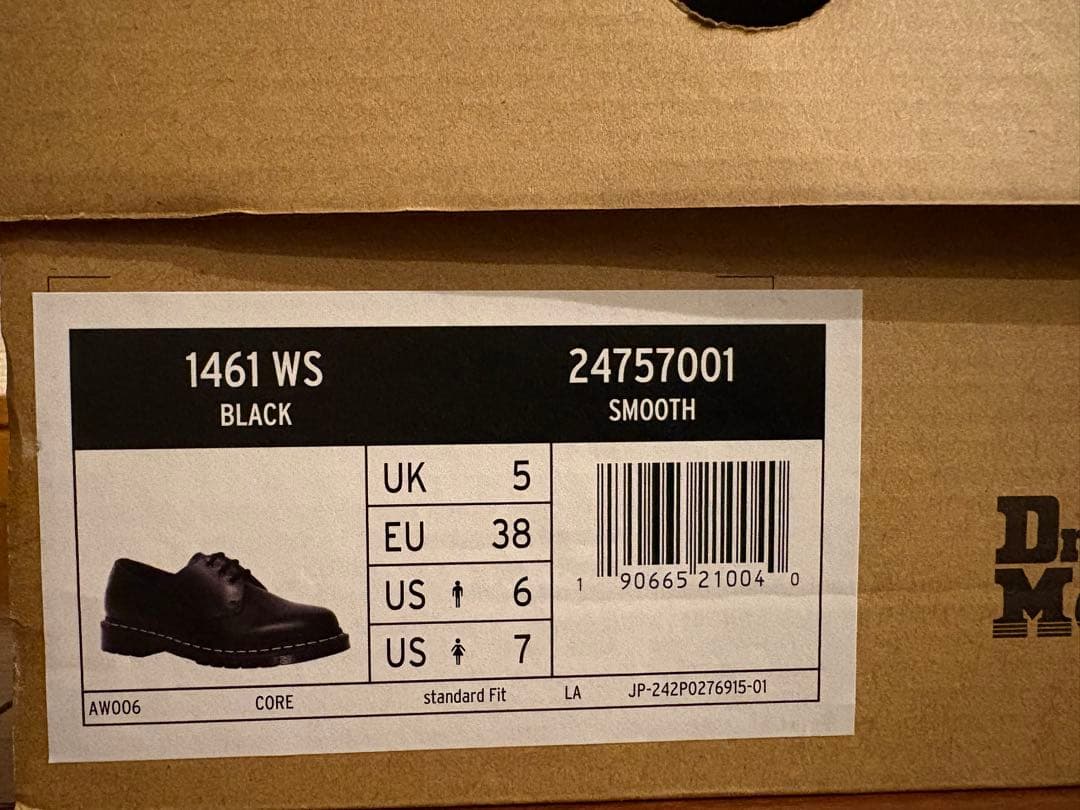 1461 WS
BLACK
24757001
SMOOTH
UK 5
EU 38
US 6
US 7
1 90665 21004 0
AW006 CORE standard Fit LA JP-242P0276915-01
Dr
M